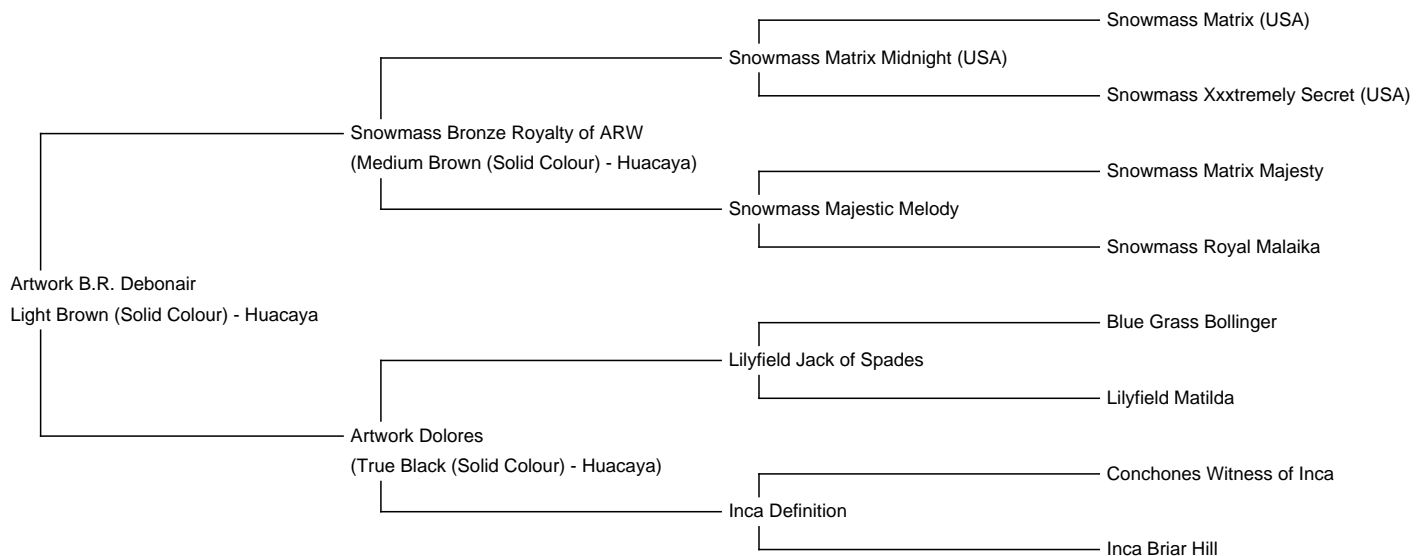 Snowmass Matrix (USA)
Snowmass Matrix Midnight (USA)
Snowmass Xxxtremely Secret (USA)
Snowmass Bronze Royalty of ARW
(Medium Brown (Solid Colour) - Huacaya)
Snowmass Matrix Majesty
Snowmass Majestic Melody
Snowmass Royal Malaika
Artwork B.R. Debonair
Light Brown (Solid Colour) - Huacaya
Blue Grass Bollinger
Lilyfield Jack of Spades
Lilyfield Matilda
Artwork Dolores
(True Black (Solid Colour) - Huacaya)
Conchones Witness of Inca
Inca Definition
Inca Briar Hill